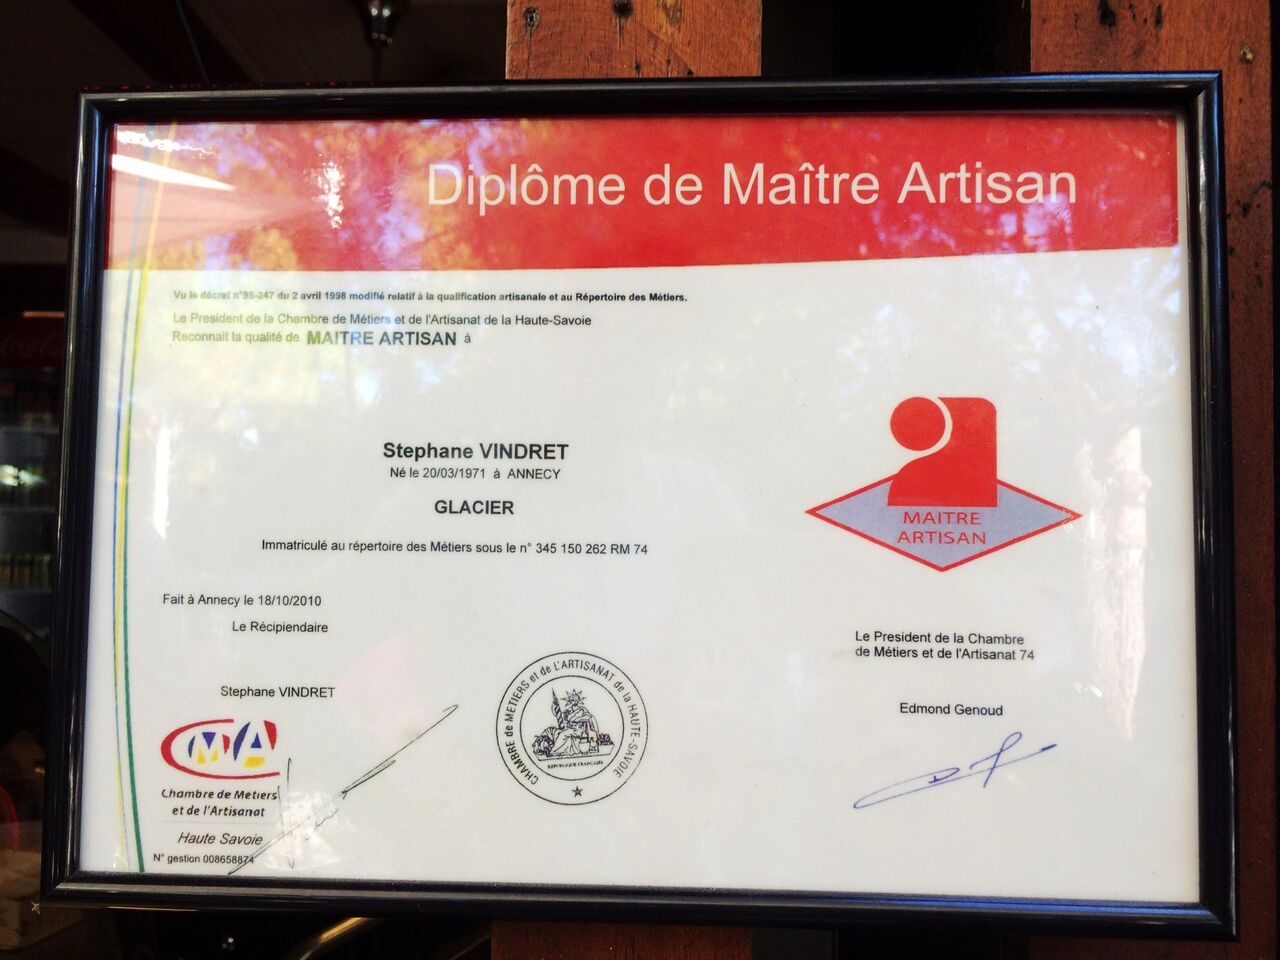 Diplôme de Maître Artisan
Vu le décret n°98-247 du 2 avril 1998 modifié relatif à la qualification artisanale et au Répertoire des Métiers.
Le President de la Chambre de Métiers et de l'Artisanat de la Haute-Savoie
Reconnait la qualité de MAITRE ARTISAN à
Stephane VINDRET
Né le 20/03/1971 à ANNECY
GLACIER
Immatriculé au répertoire des Métiers sous le n° 345 150 262 RM 74
MAITRE
ARTISAN
Fait à Annecy le 18/10/2010
Le Récipiendaire
Stephane VINDRET
Le President de la Chambre
de Métiers et de l'Artisanat 74
Edmond Genoud
CHAMBRE de METIERS et de L'ARTISANAT de la HAUTE-SAVOIE
REPUBLIQUE FRANCAISE
CMA
Chambre de Métiers
et de l'Artisanat
Haute Savoie
N° gestion 008658874